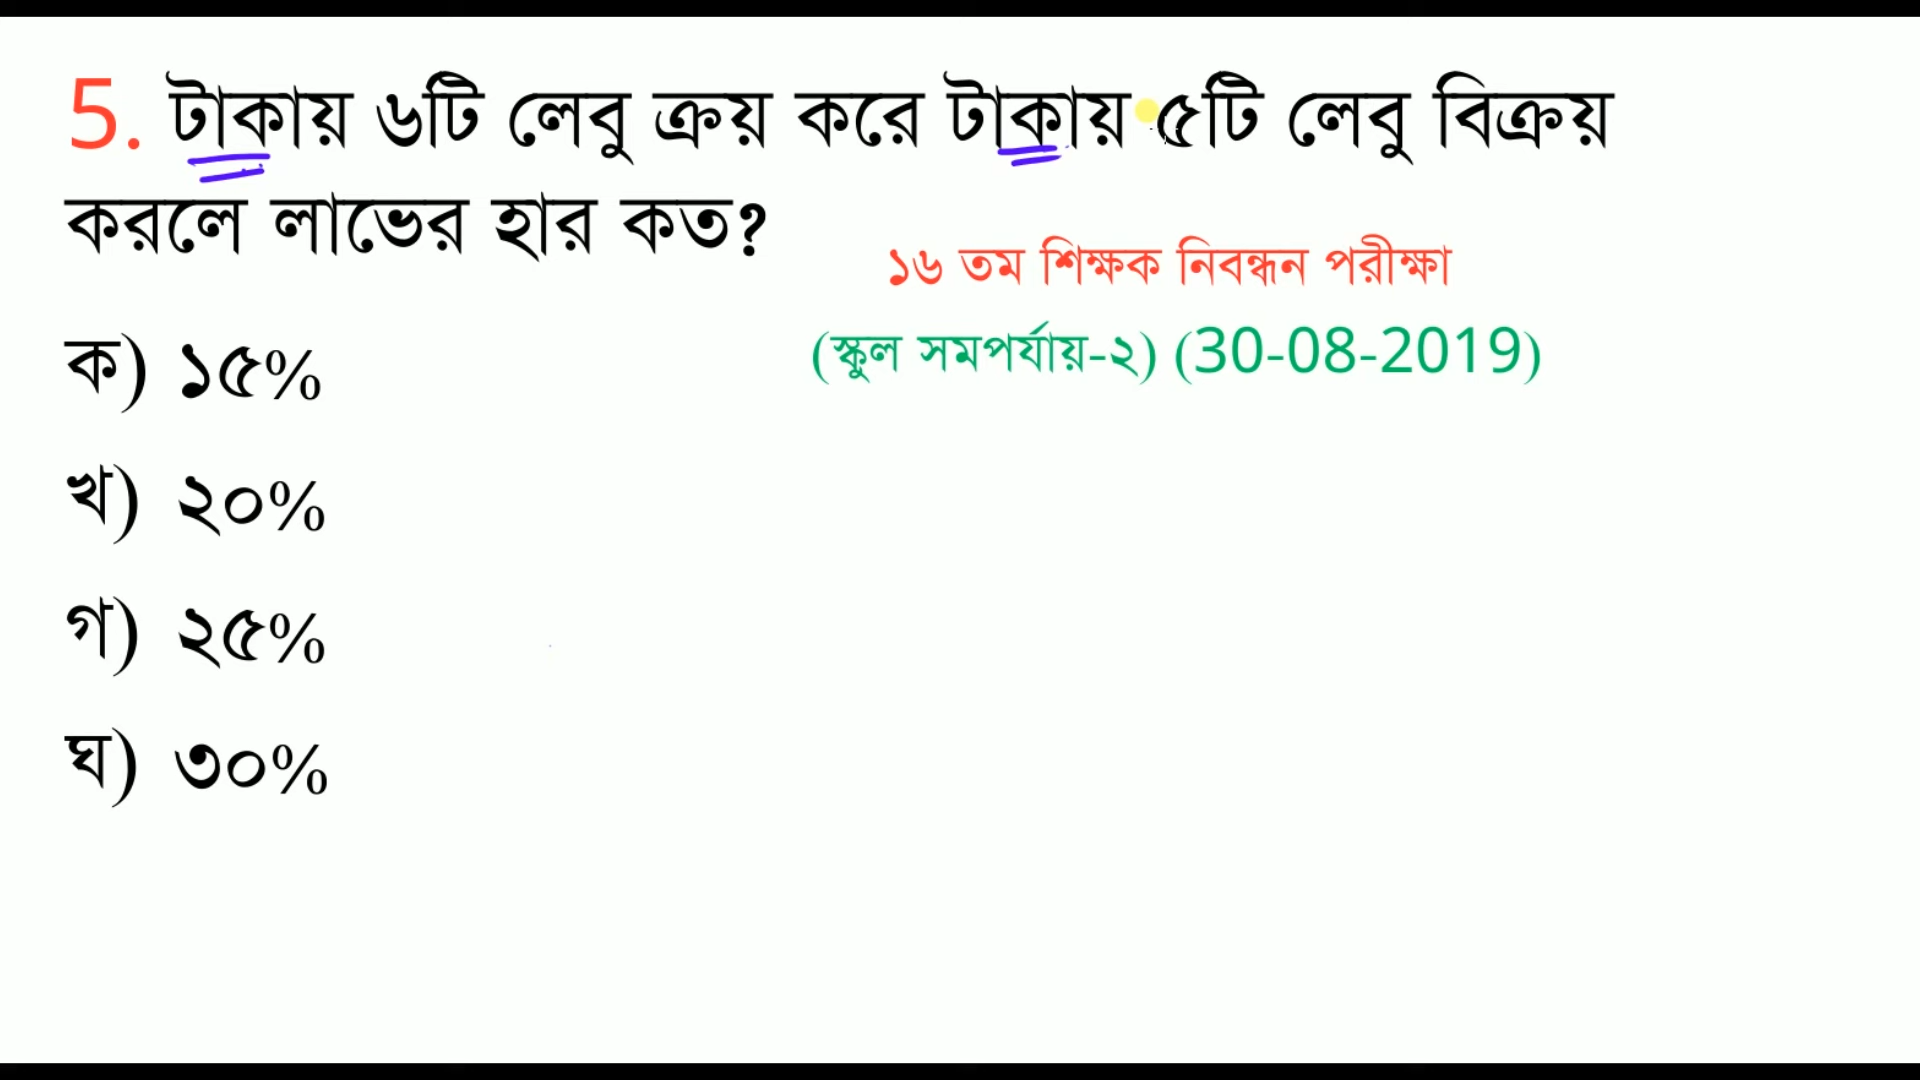 5. টাকায় ৬টি লেবু ক্রয় করে টাকায় ৫টি লেবু বিক্রয়
করলে লাভের হার কত?
১৬ তম শিক্ষক নিবন্ধন পরীক্ষা
(স্কুল সমপর্যায়-২) (30-08-2019)
ক) ১৫%
খ) ২০%
গ) ২৫%
ঘ) ৩০%